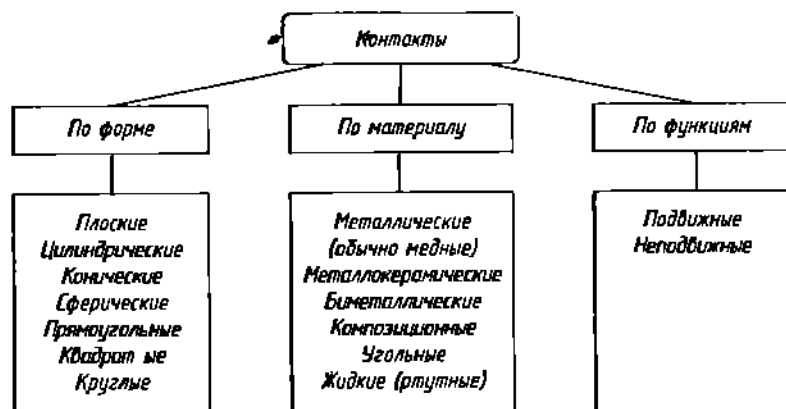 Контакты
По форме
По материалу
По функциям
Плоские
Цилиндрические
Конические
Сферические
Прямоугольные
Квадрат ые
Круглые
Металлические
(обычно медные)
Металлокерамические
Биметаллические
Композиционные
Угольные
Жидкие (ртутные)
Подвижные
Неподвижные